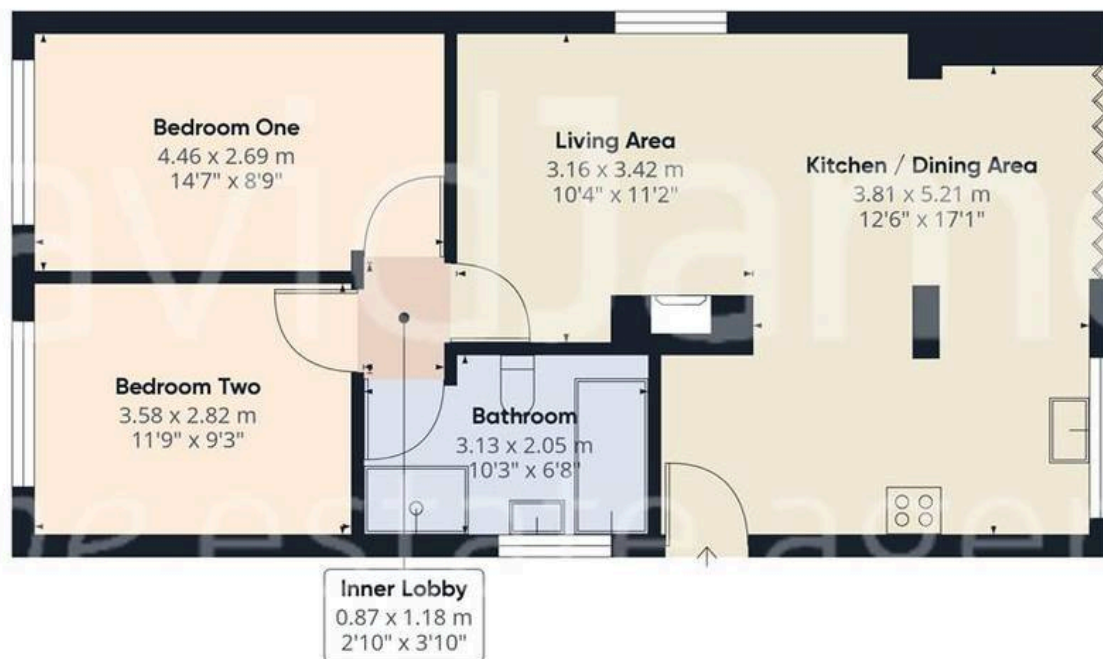 Bedroom One
4.46 x 2.69 m
14'7" x 8'9"
Living Area
3.16 x 3.42 m
10'4" x 11'2"
Kitchen / Dining Area
3.81 x 5.21 m
12'6" x 17'1"
Bedroom Two
3.58 x 2.82 m
11'9" x 9'3"
Bathroom
3.13 x 2.05 m
10'3" x 6'8"
Inner Lobby
0.87 x 1.18 m
2'10" x 3'10"